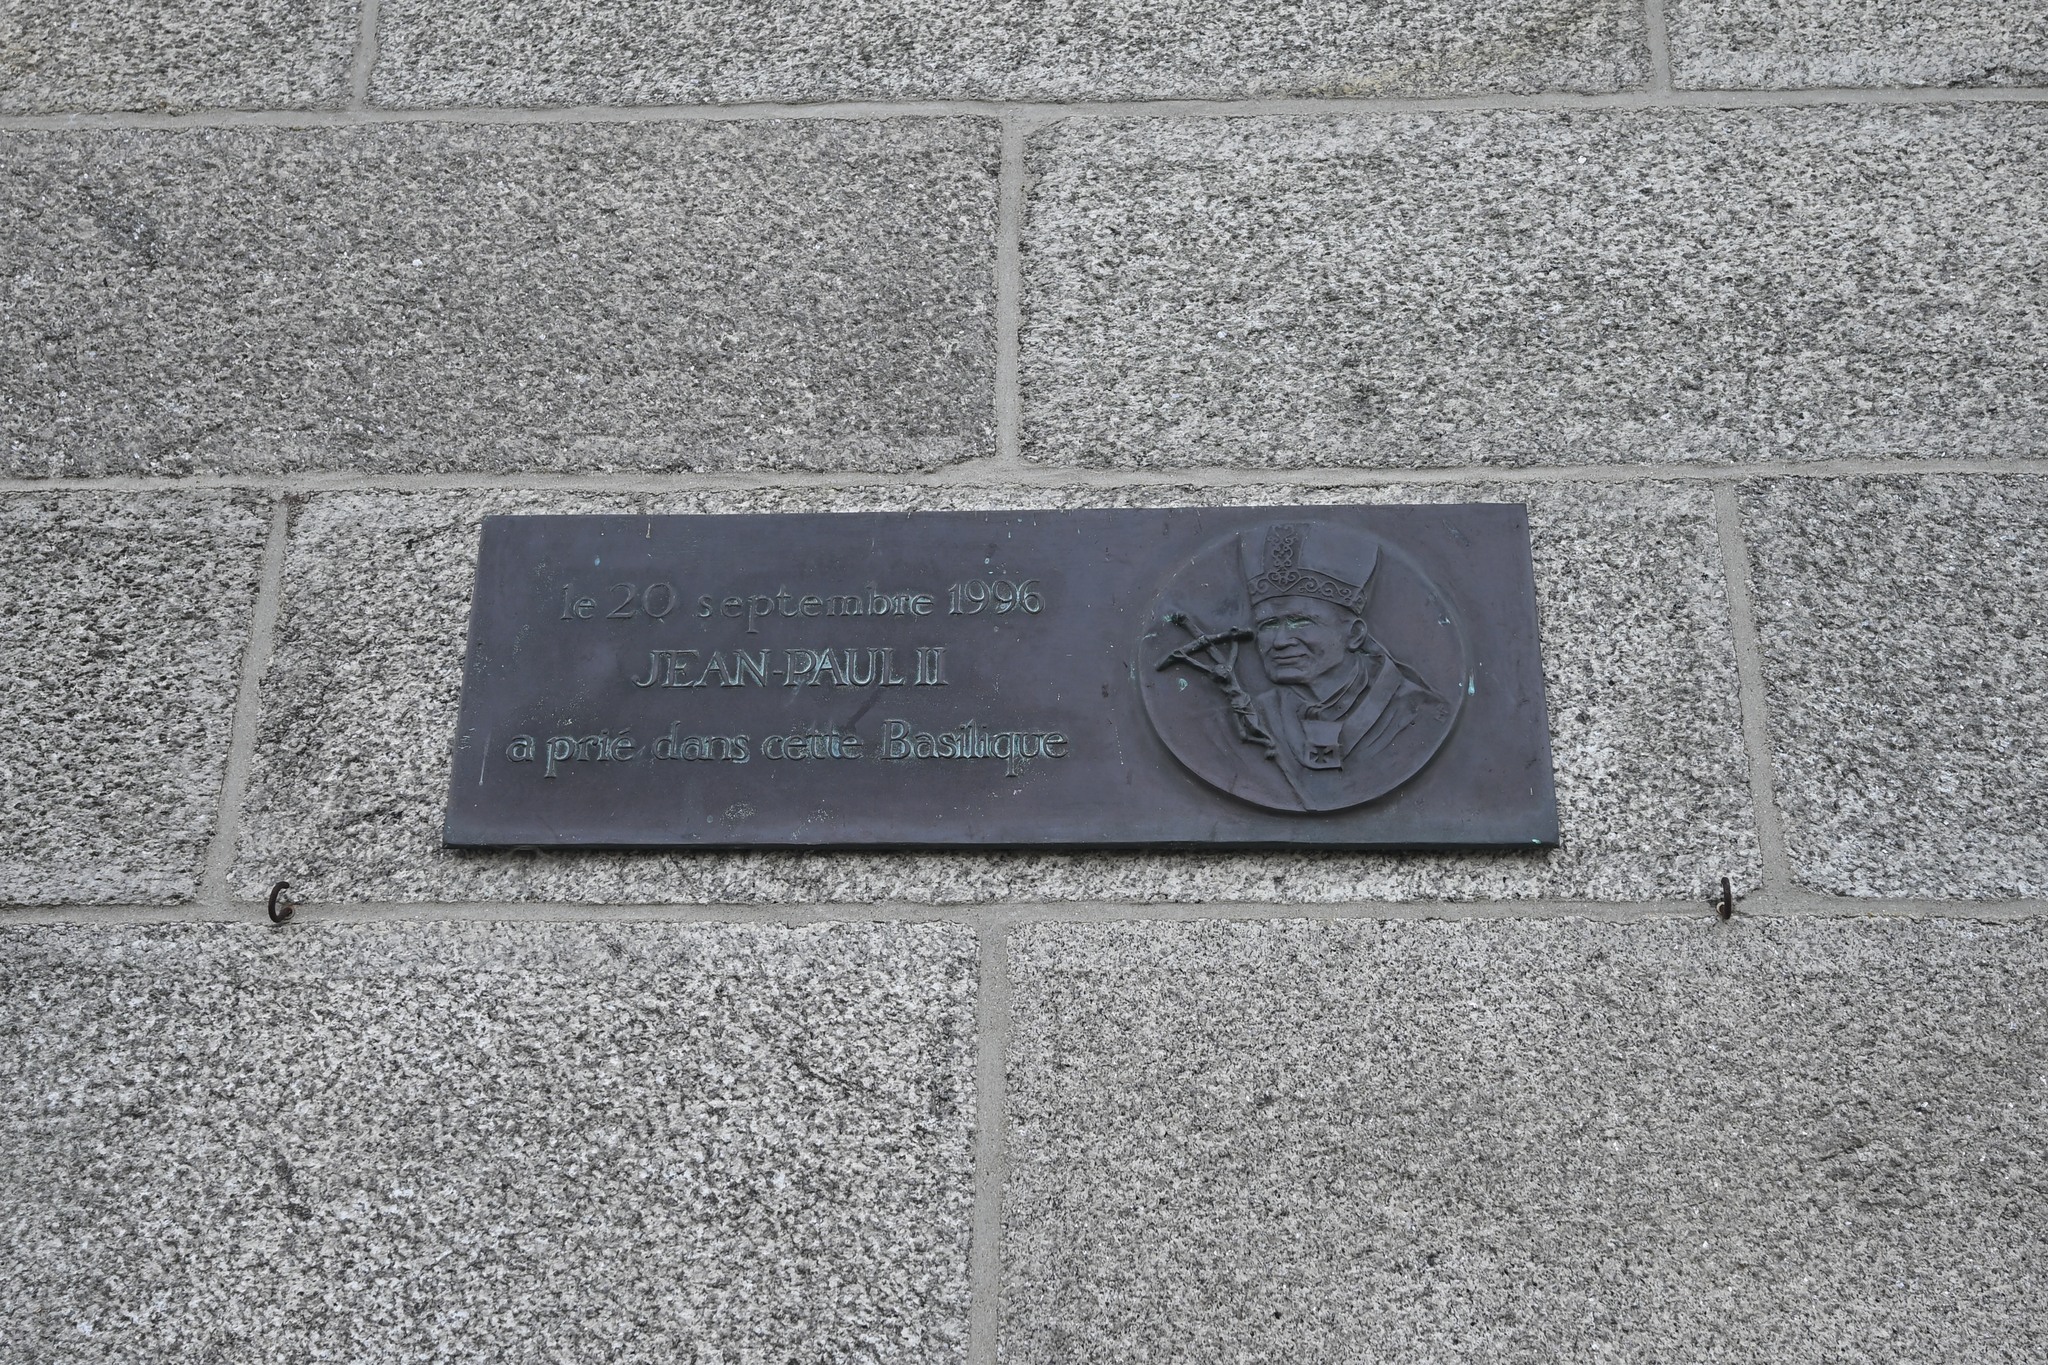 le 20 septembre 1996
JEAN-PAUL II
a prié dans cette Basilique